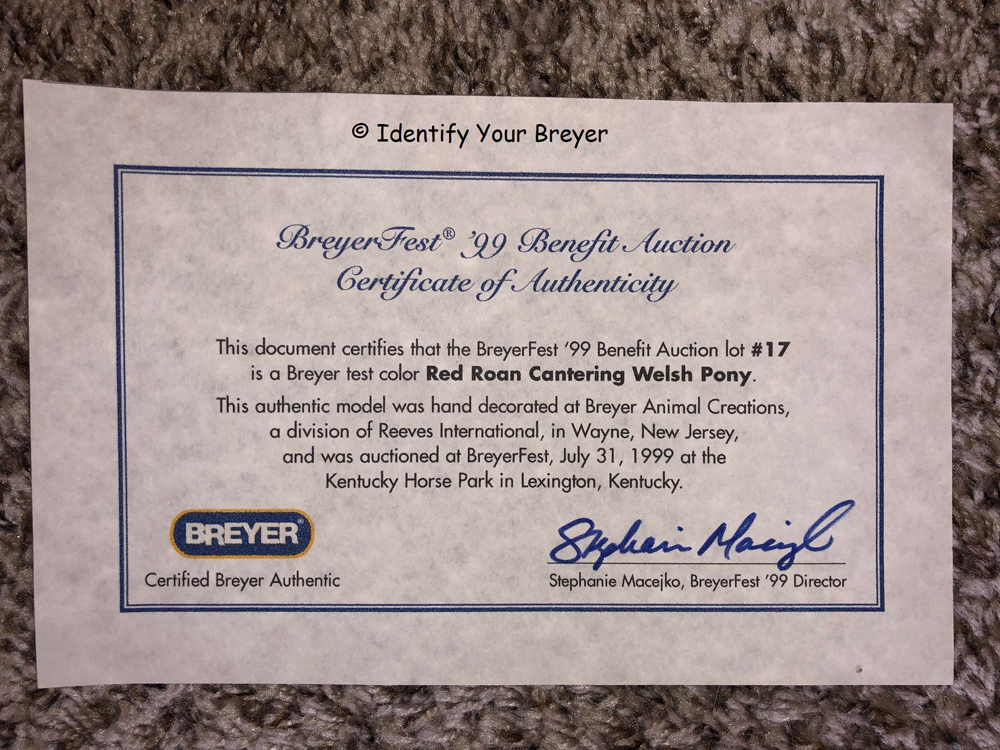 © Identify Your Breyer
BreyerFest® '99 Benefit Auction
Certificate of Authenticity
This document certifies that the BreyerFest '99 Benefit Auction lot #17
is a Breyer test color Red Roan Cantering Welsh Pony.
This authentic model was hand decorated at Breyer Animal Creations,
a division of Reeves International, in Wayne, New Jersey,
and was auctioned at BreyerFest, July 31, 1999 at the
Kentucky Horse Park in Lexington, Kentucky.
BREYER®
Certified Breyer Authentic
Stephanie Macejko
Stephanie Macejko, BreyerFest '99 Director